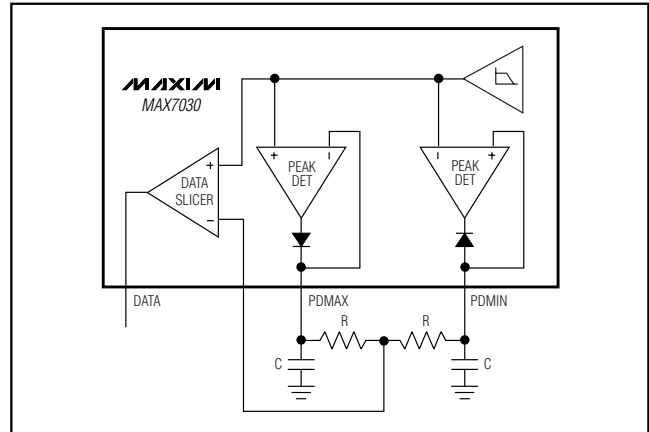 MAXIM
MAX7030
DATA
SLICER
+
−
PEAK
DET
+
−
PEAK
DET
−
+
DATA
PDMAX
PDMIN
R
R
C
C